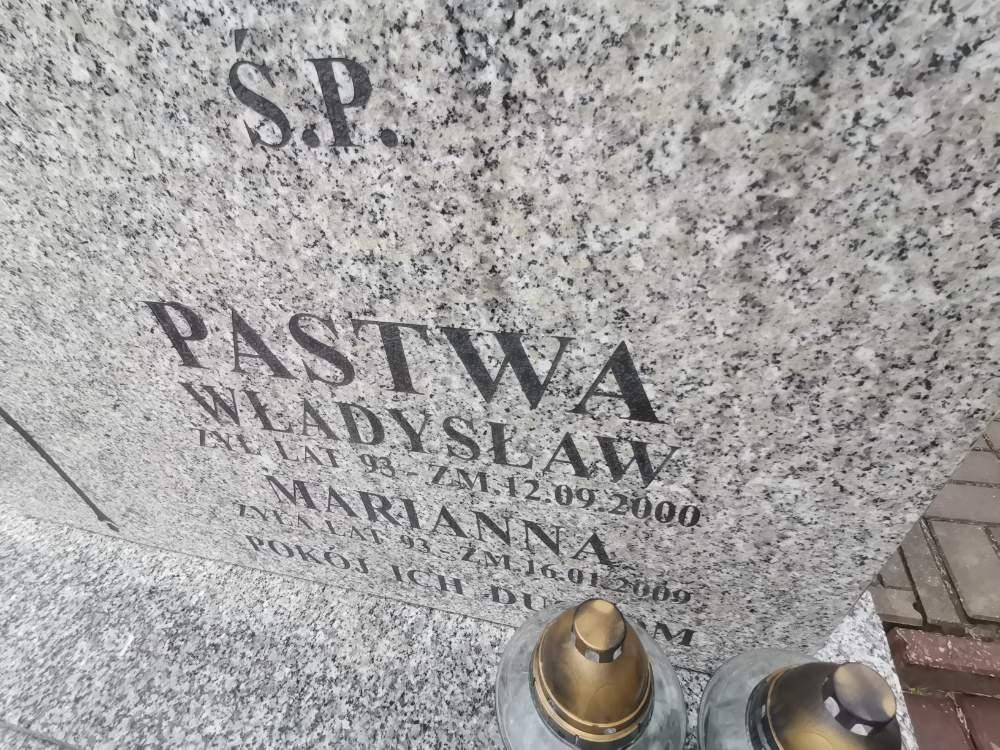 Ś.P.
PASTWA
WŁADYSŁAW
ŻYŁ LAT 93 - ZM.12.09.2000
MARIANNA
ŻYŁA LAT 93 - ZM.16.01.2009
POKÓJ ICH